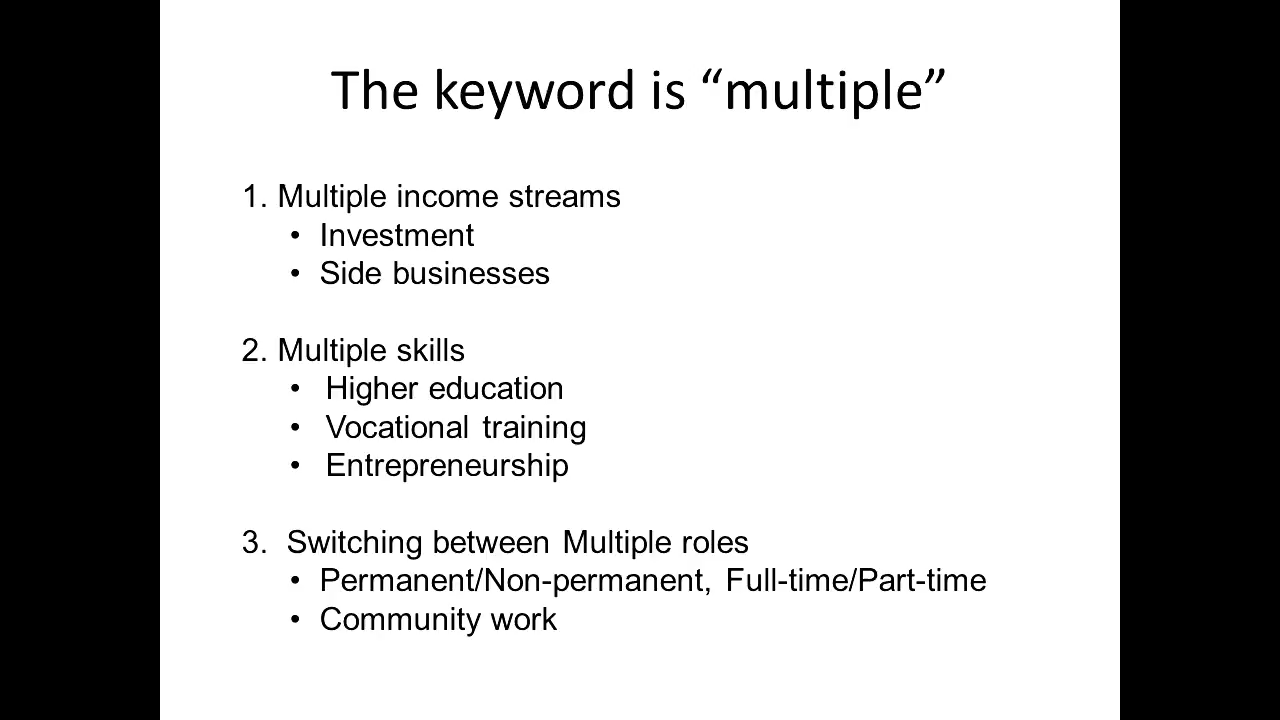 The keyword is “multiple”
1. Multiple income streams
• Investment
• Side businesses
2. Multiple skills
• Higher education
• Vocational training
• Entrepreneurship
3. Switching between Multiple roles
• Permanent/Non-permanent, Full-time/Part-time
• Community work